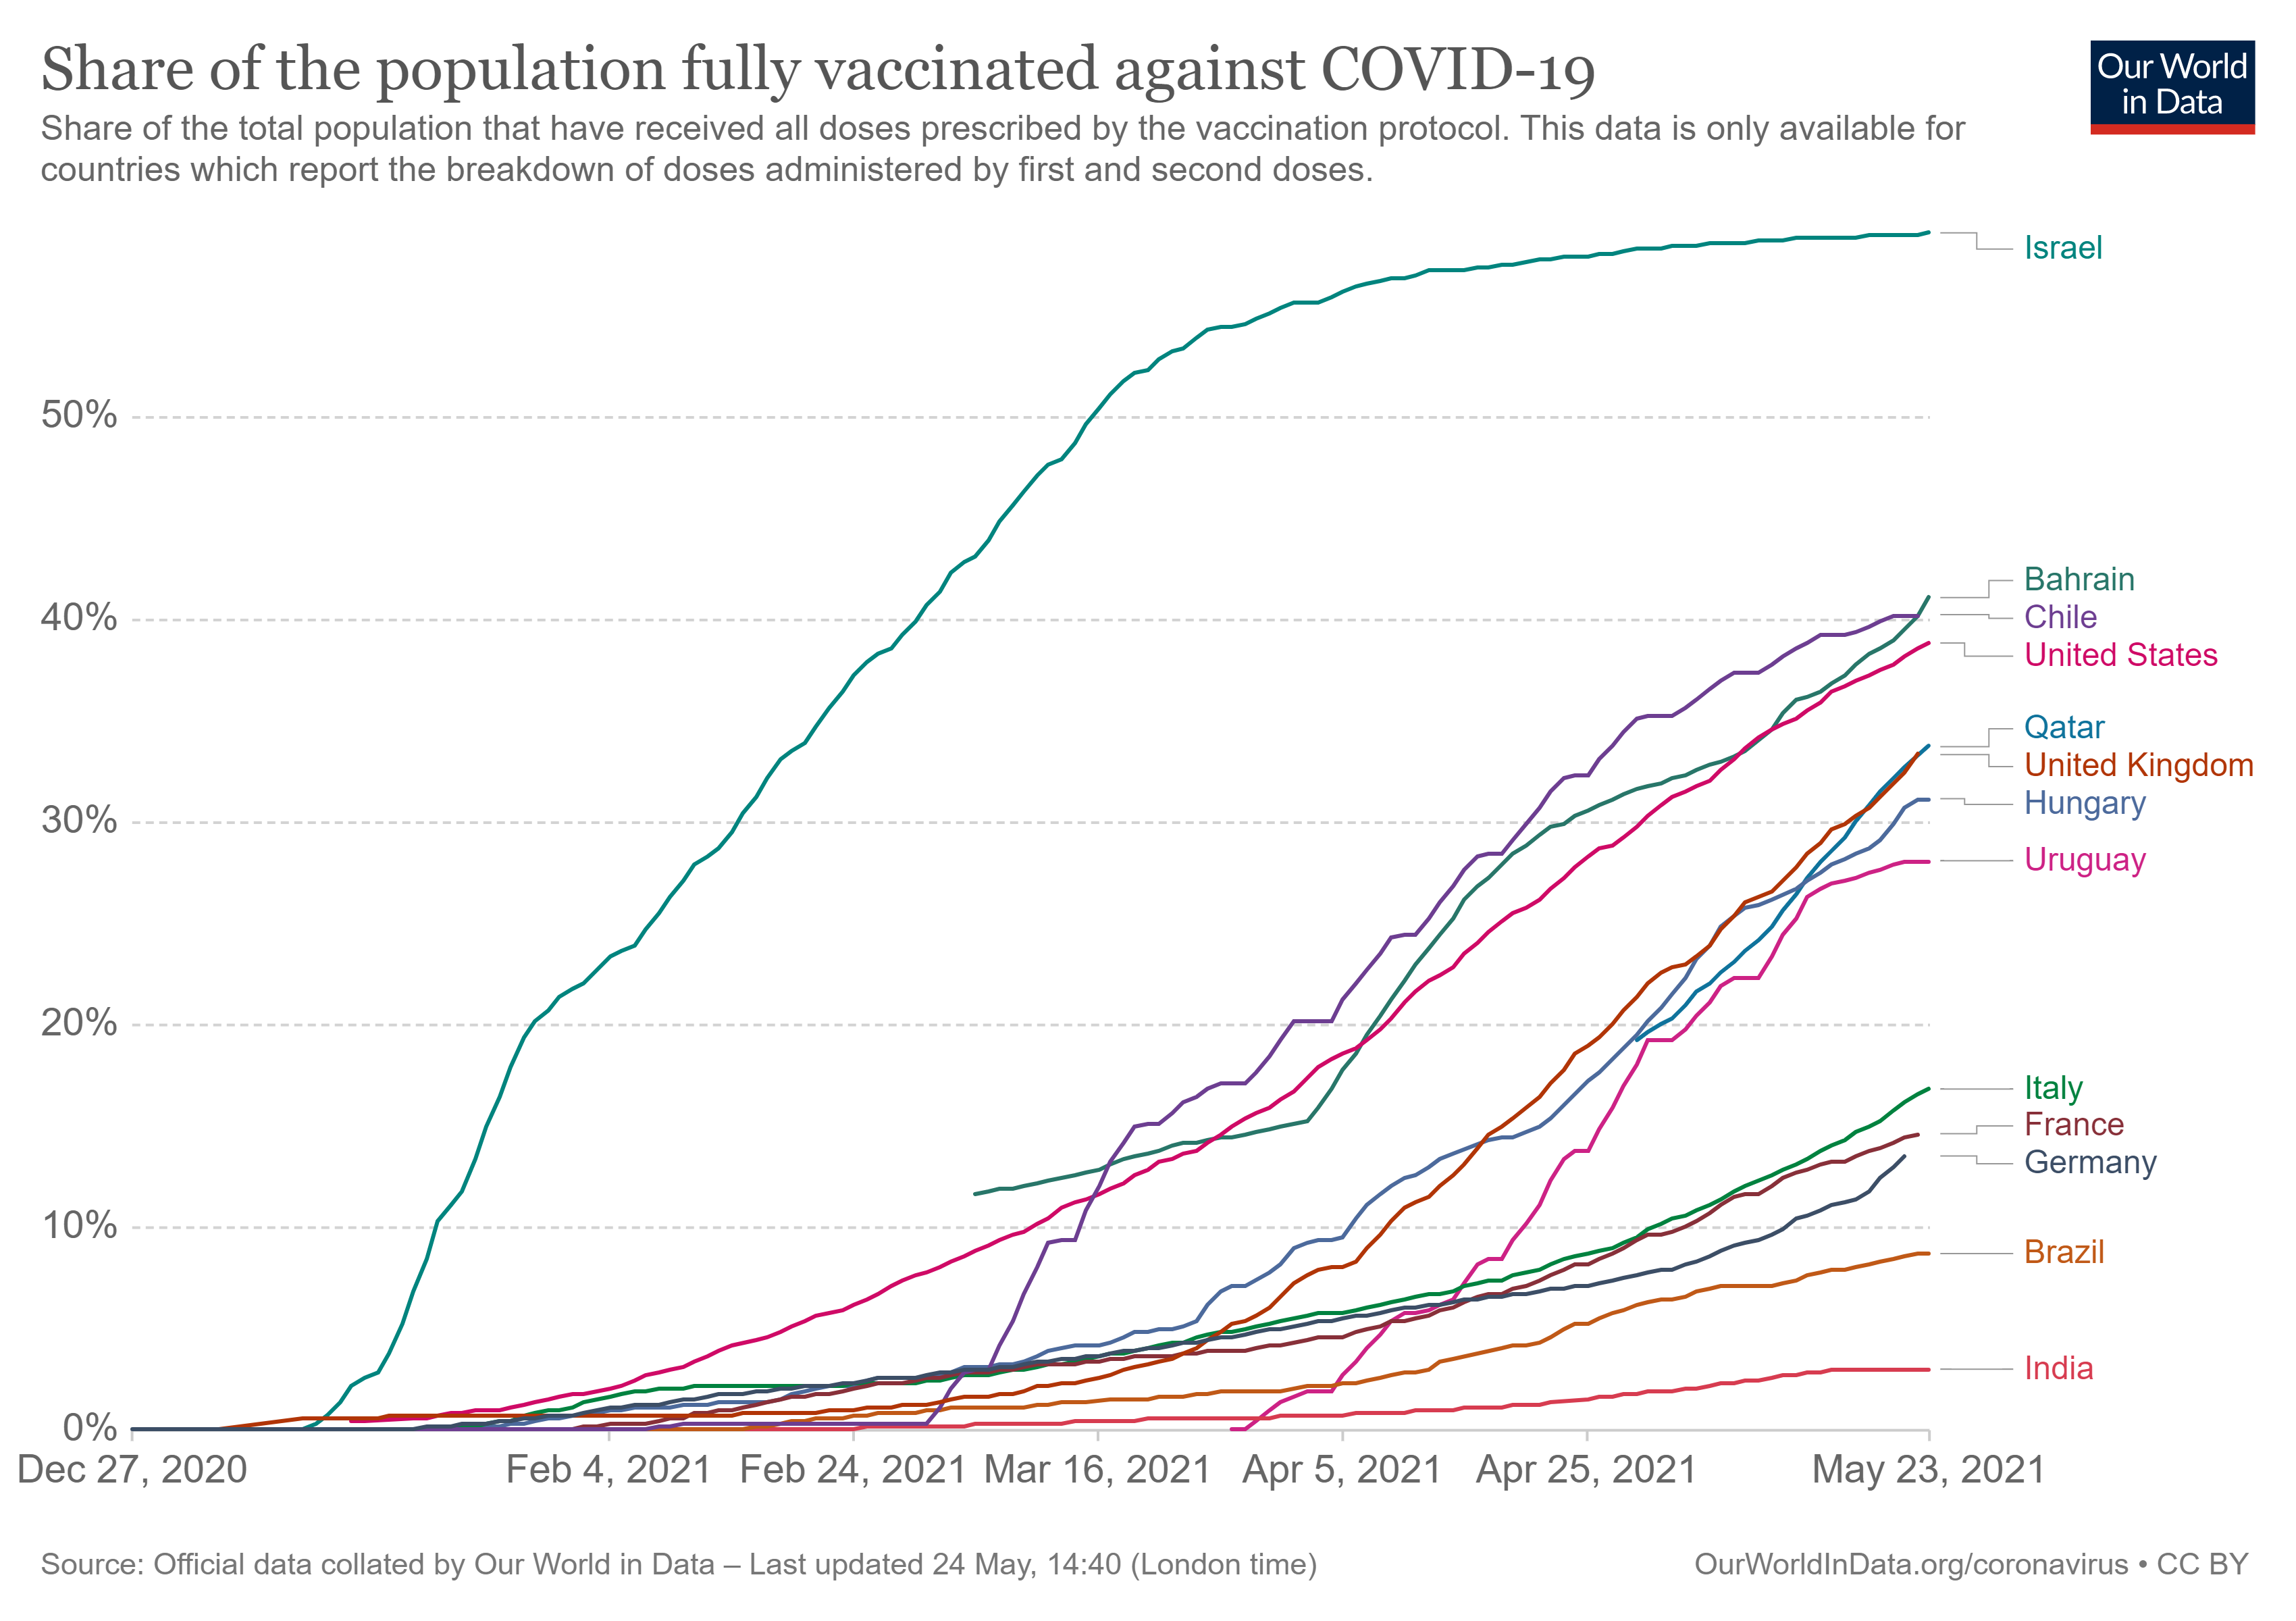 Share of the population fully vaccinated against COVID-19
Our World
in Data
Share of the total population that have received all doses prescribed by the vaccination protocol. This data is only available for
countries which report the breakdown of doses administered by first and second doses.
Israel
50%
Bahrain
40%
Chile
United States
Qatar
United Kingdom
30%
Hungary
Uruguay
20%
Italy
France
Germany
10%
Brazil
India
0%
Dec 27, 2020
Feb 4, 2021
Feb 24, 2021
Mar 16, 2021
Apr 5, 2021
Apr 25, 2021
May 23, 2021
Source: Official data collated by Our World in Data – Last updated 24 May, 14:40 (London time)
OurWorldInData.org/coronavirus • CC BY